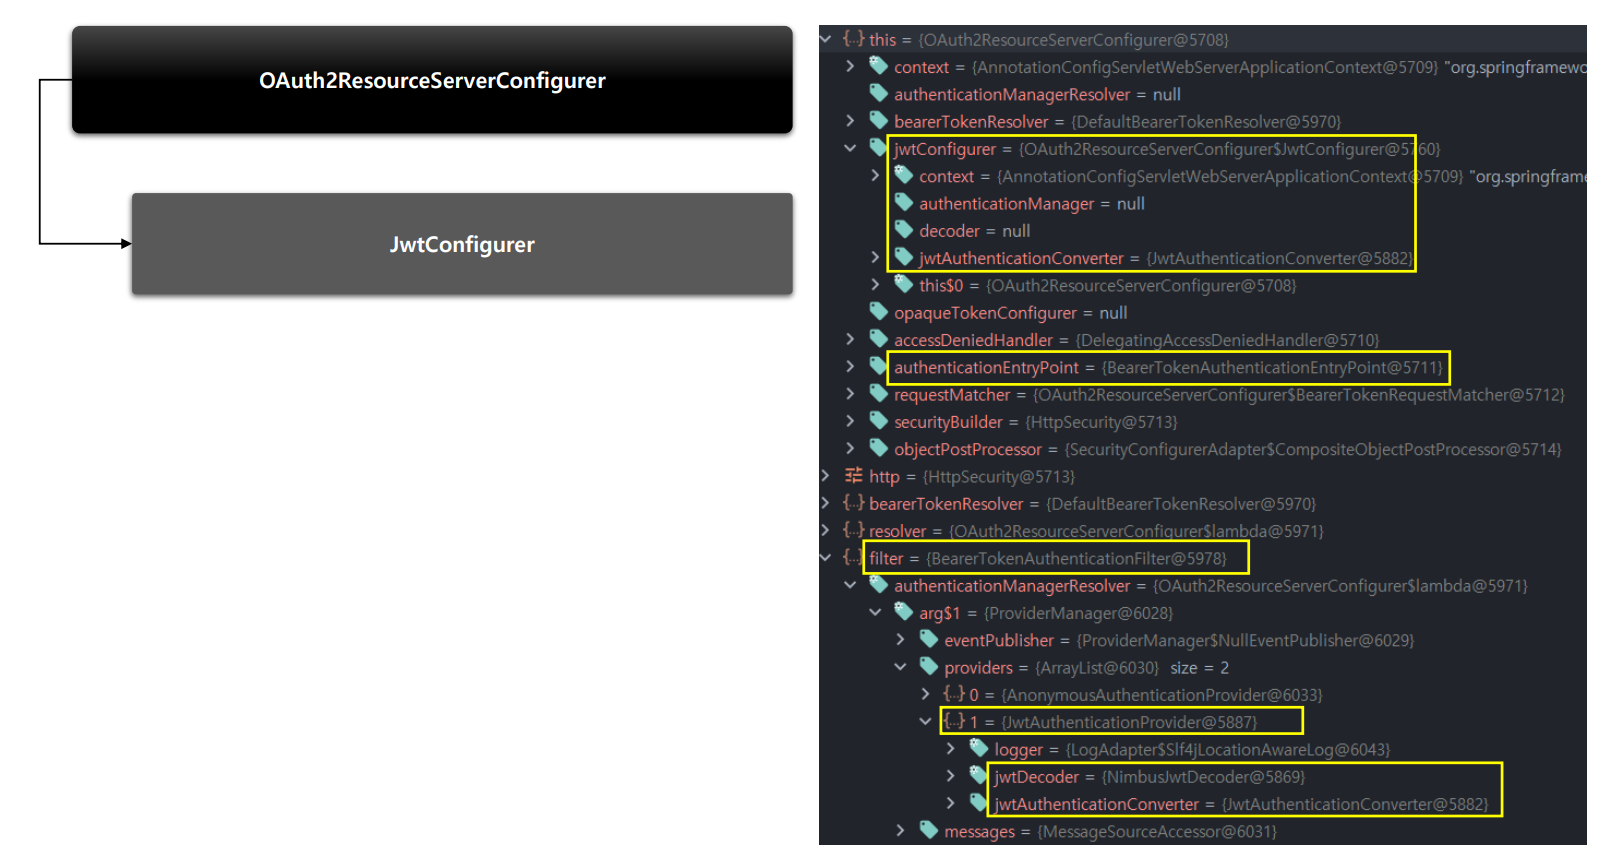 OAuth2ResourceServerConfigurer
JwtConfigurer
{...} this = {OAuth2ResourceServerConfigurer@5708}
context = {AnnotationConfigServletWebServerApplicationContext@5709} "org.springframewo
authenticationManagerResolver = null
bearerTokenResolver = {DefaultBearerTokenResolver@5970}
jwtConfigurer = {OAuth2ResourceServerConfigurer$JwtConfigurer@5760}
context = {AnnotationConfigServletWebServerApplicationContext@5709} "org.springframe
authenticationManager = null
decoder = null
jwtAuthenticationConverter = {JwtAuthenticationConverter@5882}
this$0 = {OAuth2ResourceServerConfigurer@5708}
opaqueTokenConfigurer = null
accessDeniedHandler = {DelegatingAccessDeniedHandler@5710}
authenticationEntryPoint = {BearerTokenAuthenticationEntryPoint@5711}
requestMatcher = {OAuth2ResourceServerConfigurer$BearerTokenRequestMatcher@5712}
securityBuilder = {HttpSecurity@5713}
objectPostProcessor = {SecurityConfigurerAdapter$CompositeObjectPostProcessor@5714}
http = {HttpSecurity@5713}
{...} bearerTokenResolver = {DefaultBearerTokenResolver@5970}
{...} resolver = {OAuth2ResourceServerConfigurer$lambda@5971}
{...} filter = {BearerTokenAuthenticationFilter@5978}
authenticationManagerResolver = {OAuth2ResourceServerConfigurer$lambda@5971}
arg$1 = {ProviderManager@6028}
eventPublisher = {ProviderManager$NullEventPublisher@6029}
providers = {ArrayList@6030} size = 2
{...} 0 = {AnonymousAuthenticationProvider@6033}
{...} 1 = {JwtAuthenticationProvider@5887}
logger = {LogAdapter$Slf4jLocationAwareLog@6043}
jwtDecoder = {NimbusJwtDecoder@5869}
jwtAuthenticationConverter = {JwtAuthenticationConverter@5882}
messages = {MessageSourceAccessor@6031}